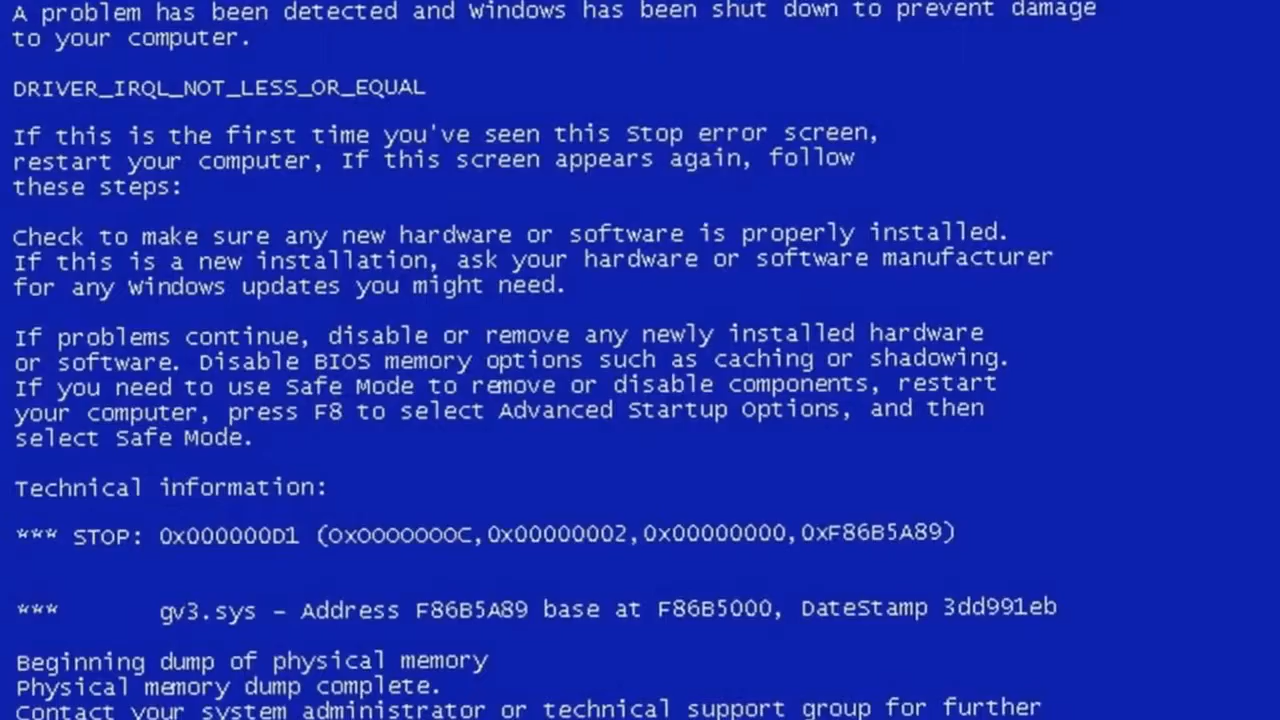 A problem has been detected and Windows has been shut down to prevent damage
to your computer.
DRIVER_IRQL_NOT_LESS_OR_EQUAL
If this is the first time you've seen this Stop error screen,
restart your computer, If this screen appears again, follow
these steps:
Check to make sure any new hardware or software is properly installed.
If this is a new installation, ask your hardware or software manufacturer
for any Windows updates you might need.
If problems continue, disable or remove any newly installed hardware
or software. Disable BIOS memory options such as caching or shadowing.
If you need to use Safe Mode to remove or disable components, restart
your computer, press F8 to select Advanced Startup Options, and then
select Safe Mode.
Technical information:
*** STOP: 0x000000D1 (0x0000000C,0x00000002,0x00000000,0xF86B5A89)
*** gv3.sys – Address F86B5A89 base at F86B5000, DateStamp 3dd991eb
Beginning dump of physical memory
Physical memory dump complete.
Contact your system administrator or technical support group for further